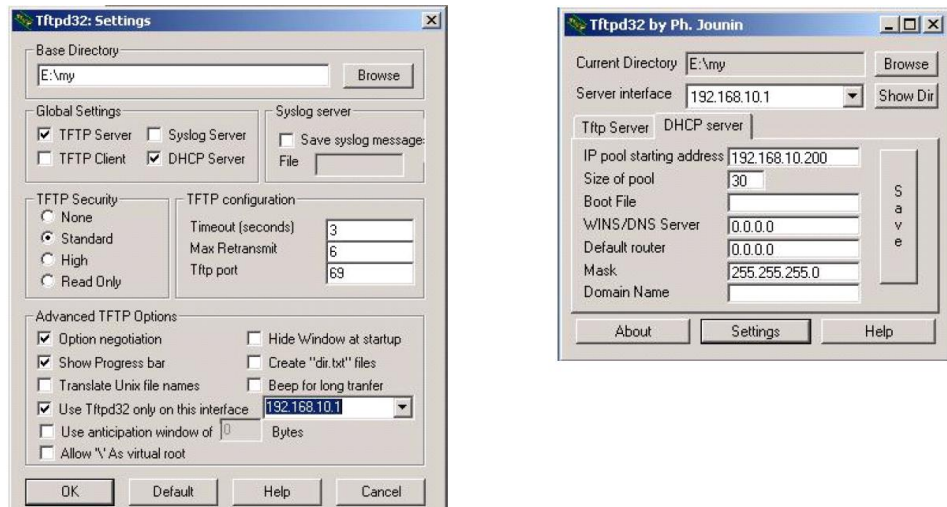 Tftpd32: Settings
Base Directory
E:\my
Browse
Global Settings
TFTP Server
Syslog Server
TFTP Client
DHCP Server
Syslog server
Save syslog message
File
TFTP Security
None
Standard
High
Read Only
TFTP configuration
Timeout (seconds)
3
Max Retransmit
6
Tftp port
69
Advanced TFTP Options
Option negotiation
Hide Window at startup
Show Progress bar
Create "dir.txt" files
Translate Unix file names
Beep for long tranfer
Use Tftpd32 only on this interface
192.168.10.1
Use anticipation window of
0
Bytes
Allow '\' As virtual root
OK
Default
Help
Cancel
Tftpd32 by Ph. Jounin
Current Directory
E:\my
Browse
Server interface
192.168.10.1
Show Dir
Tftp Server
DHCP server
IP pool starting address
192.168.10.200
Size of pool
30
Boot File
WINS/DNS Server
0.0.0.0
Default router
0.0.0.0
Mask
255.255.255.0
Domain Name
Save
About
Settings
Help